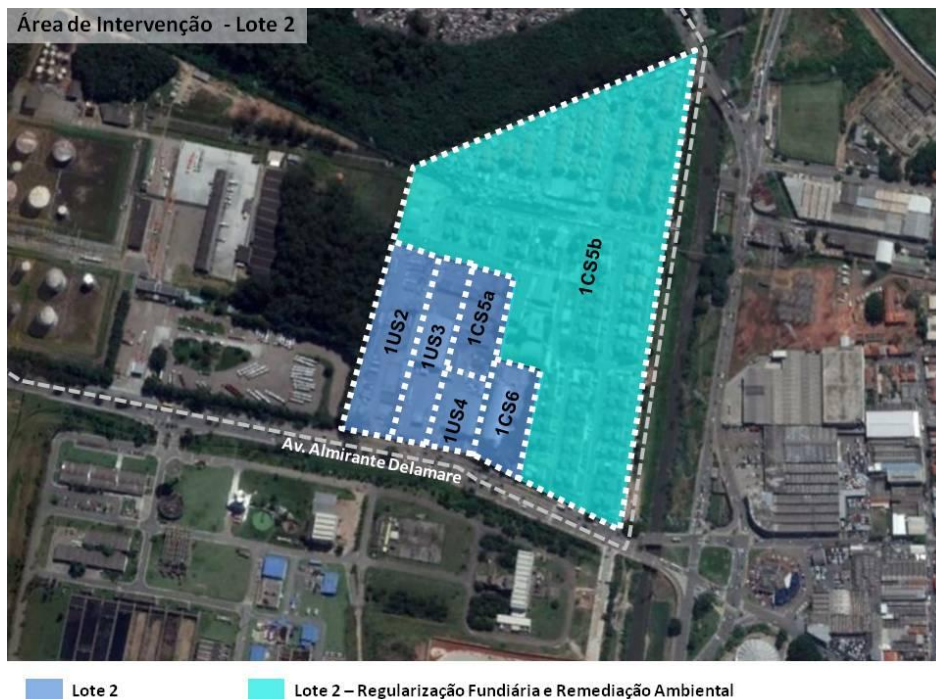 Área de Intervenção - Lote 2
1CS5b
1US2
1US3
1CS5a
1US4
1CS6
Av. Almirante Delamare
Lote 2
Lote 2 – Regularização Fundiária e Remediação Ambiental